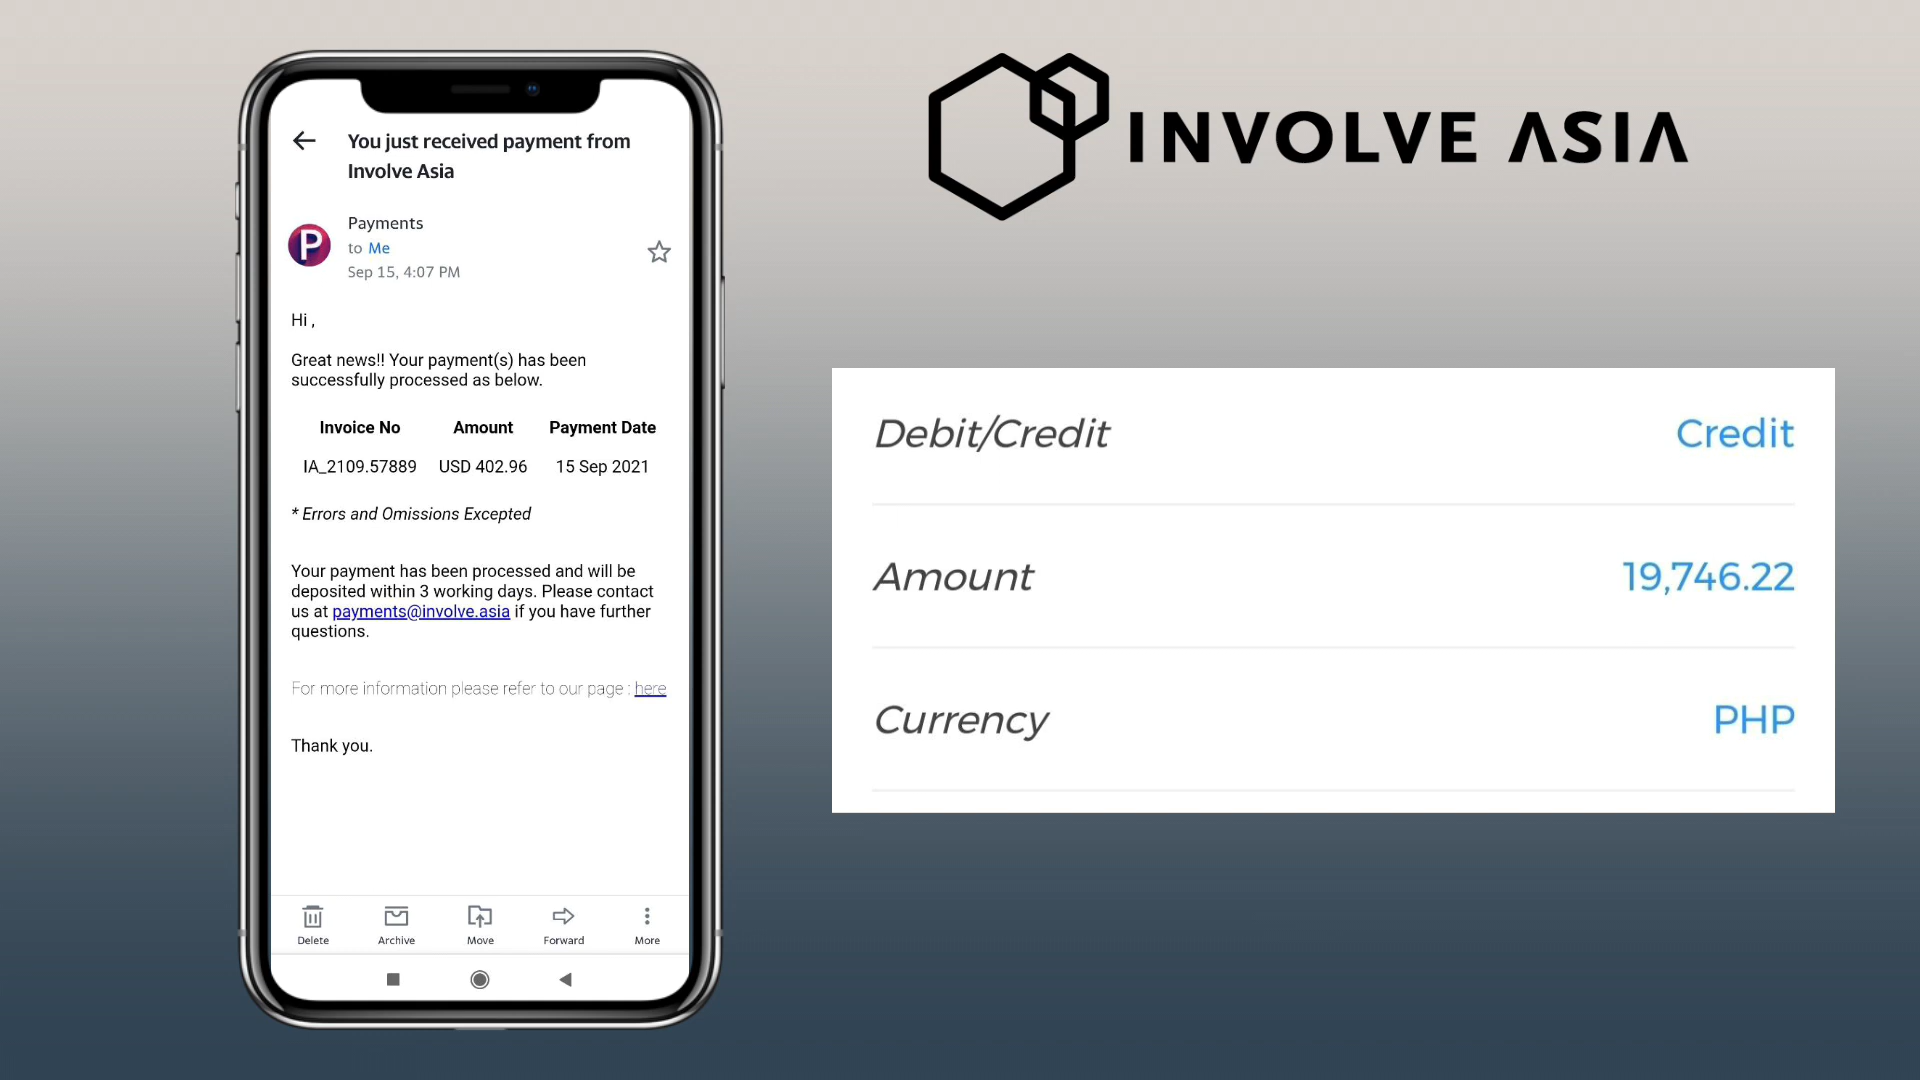 You just received payment from
Involve Asia
P
Payments
to Me
Sep 15, 4:07 PM
Hi ,
Great news!! Your payment(s) has been
successfully processed as below.
Invoice No Amount Payment Date
IA_2109.57889 USD 402.96 15 Sep 2021
* Errors and Omissions Excepted
Your payment has been processed and will be
deposited within 3 working days. Please contact
us at payments@involve.asia if you have further
questions.
For more information please refer to our page : here
Thank you.
Delete Archive Move Forward More
INVOLVE ASIA
Debit/Credit Credit
Amount 19,746.22
Currency PHP